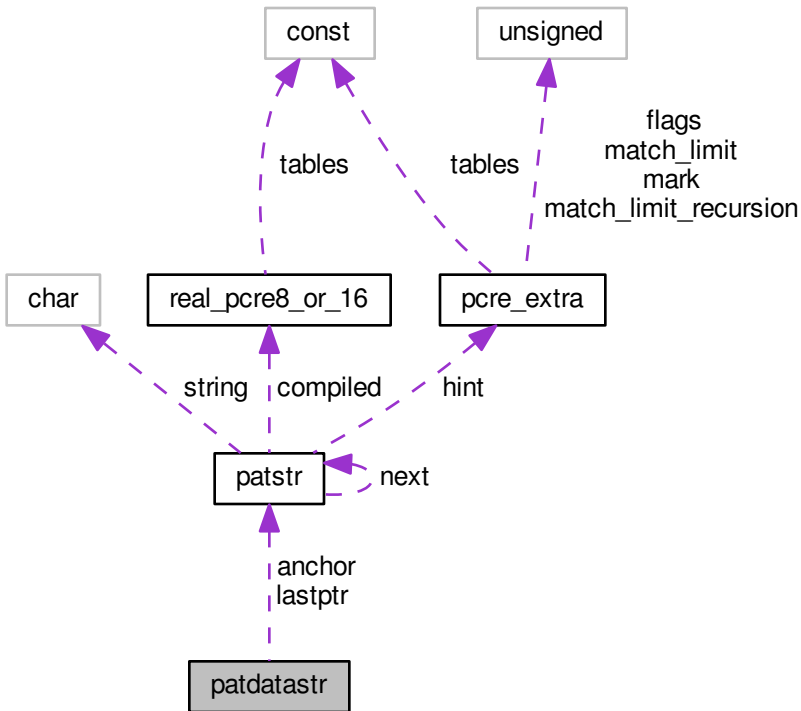 const
unsigned
flags
match_limit
mark
match_limit_recursion
tables
tables
char
real_pcre8_or_16
pcre_extra
string
compiled
hint
patstr
next
anchor
lastptr
patdatastr